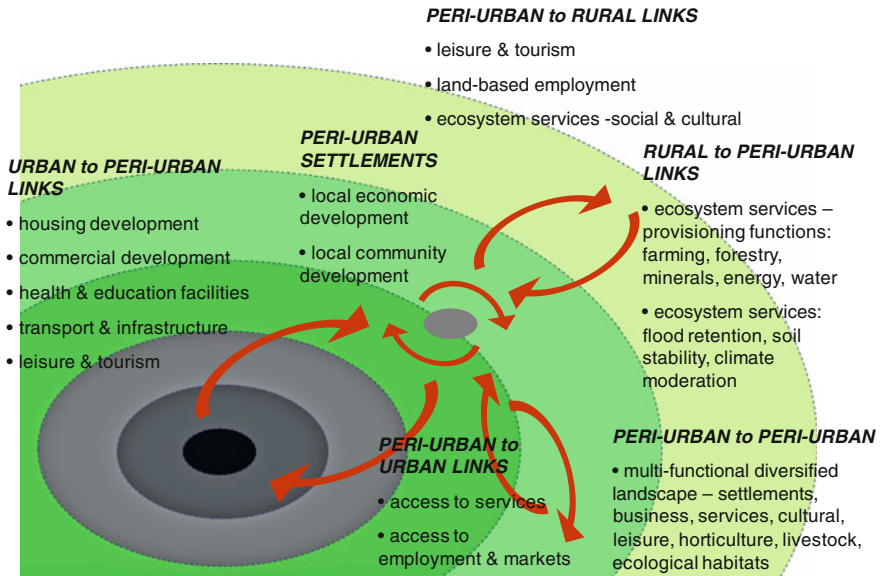 PERI-URBAN to RURAL LINKS
• leisure & tourism
• land-based employment
• ecosystem services -social & cultural
PERI-URBAN
SETTLEMENTS
• local economic
development
• local community
development
RURAL to PERI-URBAN
LINKS
• ecosystem services –
provisioning functions:
farming, forestry,
minerals, energy, water
• ecosystem services:
flood retention, soil
stability, climate
moderation
URBAN to PERI-URBAN
LINKS
• housing development
• commercial development
• health & education facilities
• transport & infrastructure
• leisure & tourism
PERI-URBAN to
URBAN LINKS
• access to services
• access to
employment & markets
PERI-URBAN to PERI-URBAN
• multi-functional diversified
landscape – settlements,
business, services, cultural,
leisure, horticulture, livestock,
ecological habitats